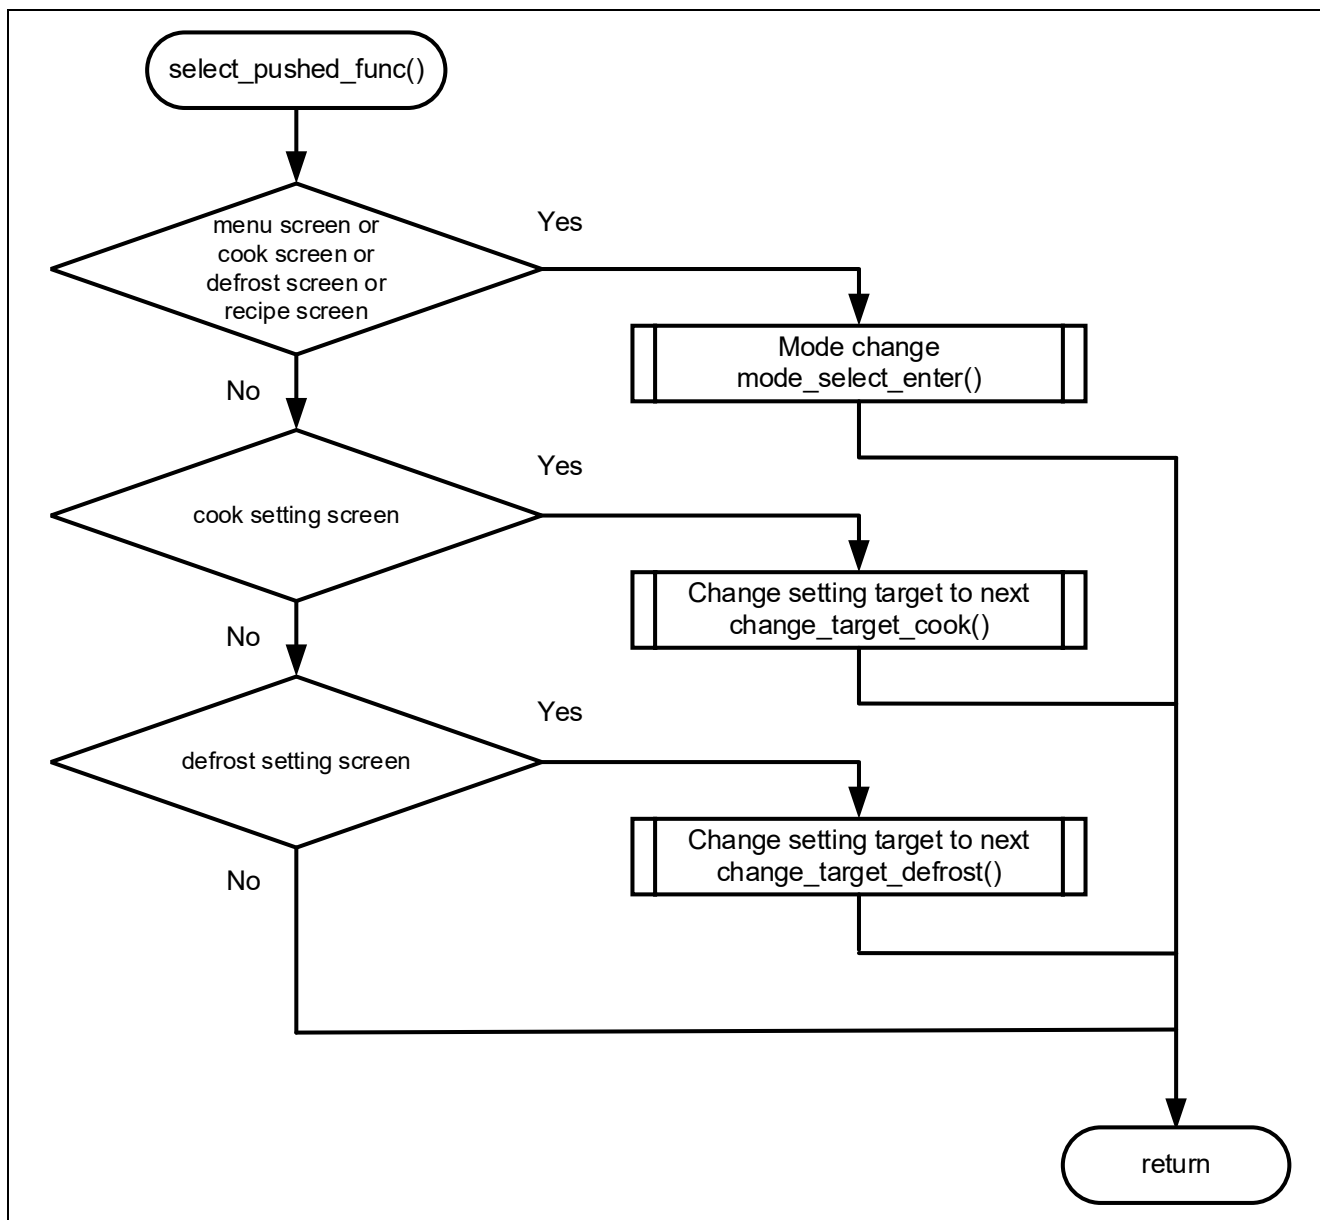 select_pushed_func()
menu screen or
cook screen or
defrost screen or
recipe screen
Yes
Mode change
mode_select_enter()
No
cook setting screen
Yes
Change setting target to next
change_target_cook()
No
defrost setting screen
Yes
Change setting target to next
change_target_defrost()
No
return